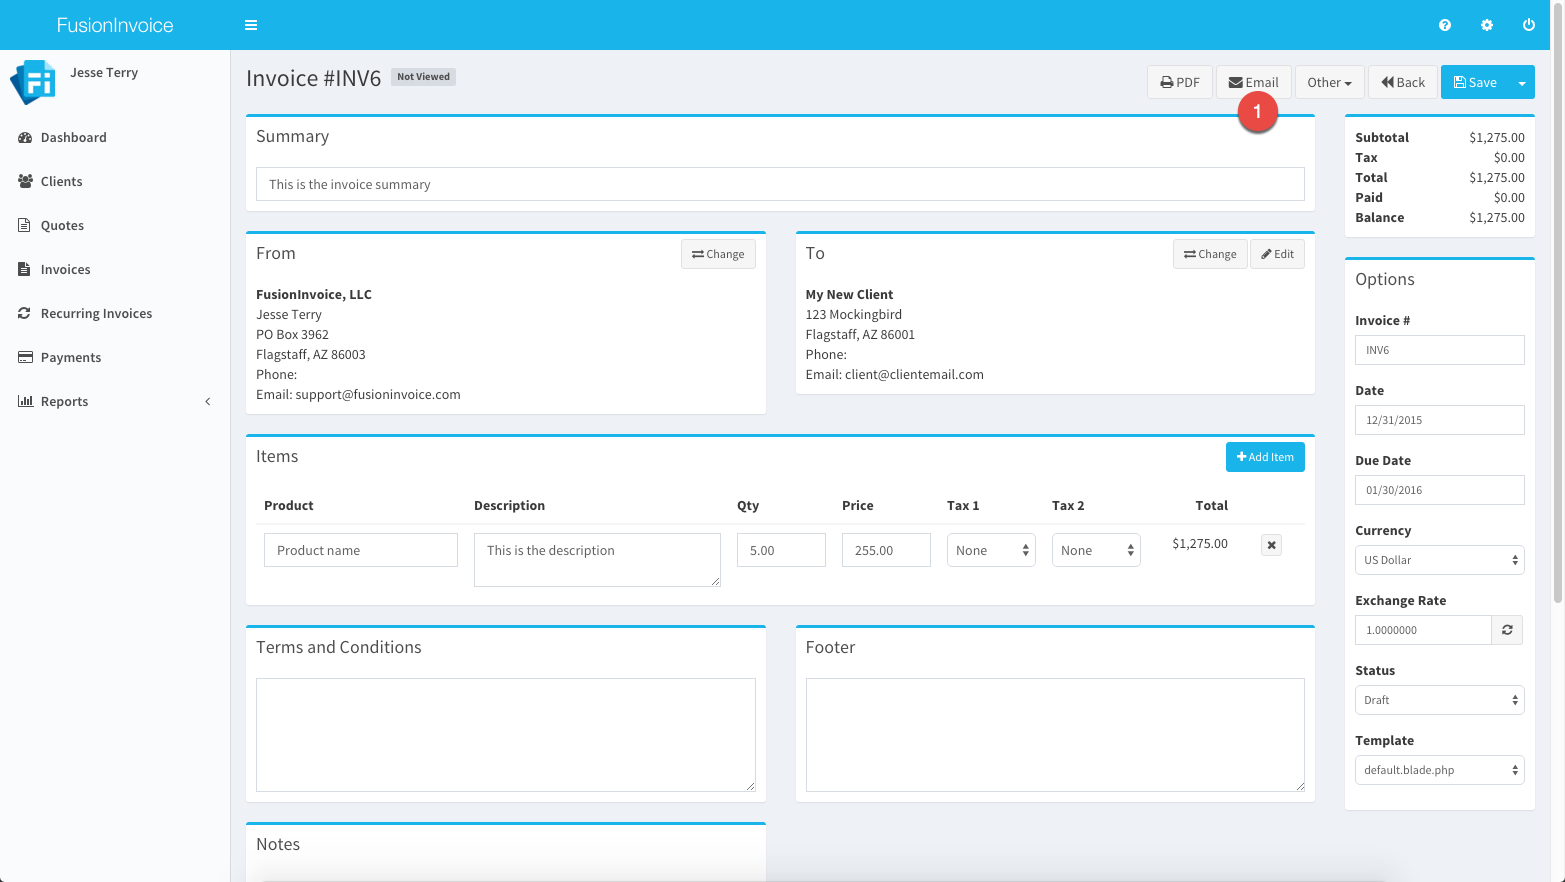 FusionInvoice
Jesse Terry
Dashboard
Clients
Quotes
Invoices
Recurring Invoices
Payments
Reports
Invoice #INV6 Not Viewed
PDF Email Other Back Save
1
Summary
This is the invoice summary
From Change
FusionInvoice, LLC
Jesse Terry
PO Box 3962
Flagstaff, AZ 86003
Phone:
Email: support@fusioninvoice.com
To Change Edit
My New Client
123 Mockingbird
Flagstaff, AZ 86001
Phone:
Email: client@clientemail.com
Items Add Item
Product Description Qty Price Tax 1 Tax 2 Total
Product name This is the description 5.00 255.00 None None $1,275.00
Terms and Conditions
Footer
Notes
Subtotal $1,275.00
Tax $0.00
Total $1,275.00
Paid $0.00
Balance $1,275.00
Options
Invoice #
INV6
Date
12/31/2015
Due Date
01/30/2016
Currency
US Dollar
Exchange Rate
1.0000000
Status
Draft
Template
default.blade.php